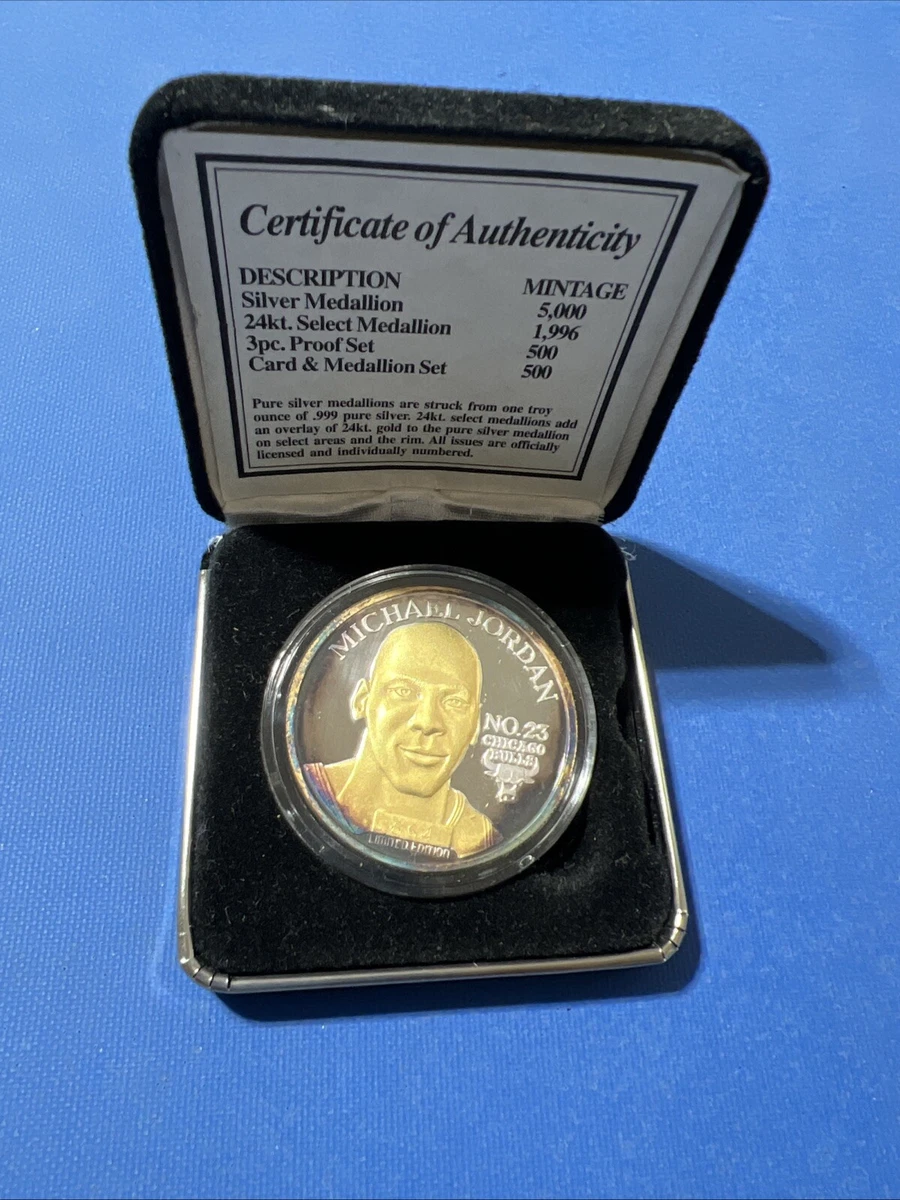 Certificate of Authenticity
DESCRIPTION MINTAGE
Silver Medallion 5,000
24kt. Select Medallion 1,996
3pc. Proof Set 500
Card & Medallion Set 500
Pure silver medallions are struck from one troy
ounce of .999 pure silver. 24kt. select medallions add
an overlay of 24kt. gold to the pure silver medallion
on select areas and the rim. All issues are officially
licensed and individually numbered.
MICHAEL JORDAN
NO.23
CHICAGO
BULLS
LIMITED EDITION